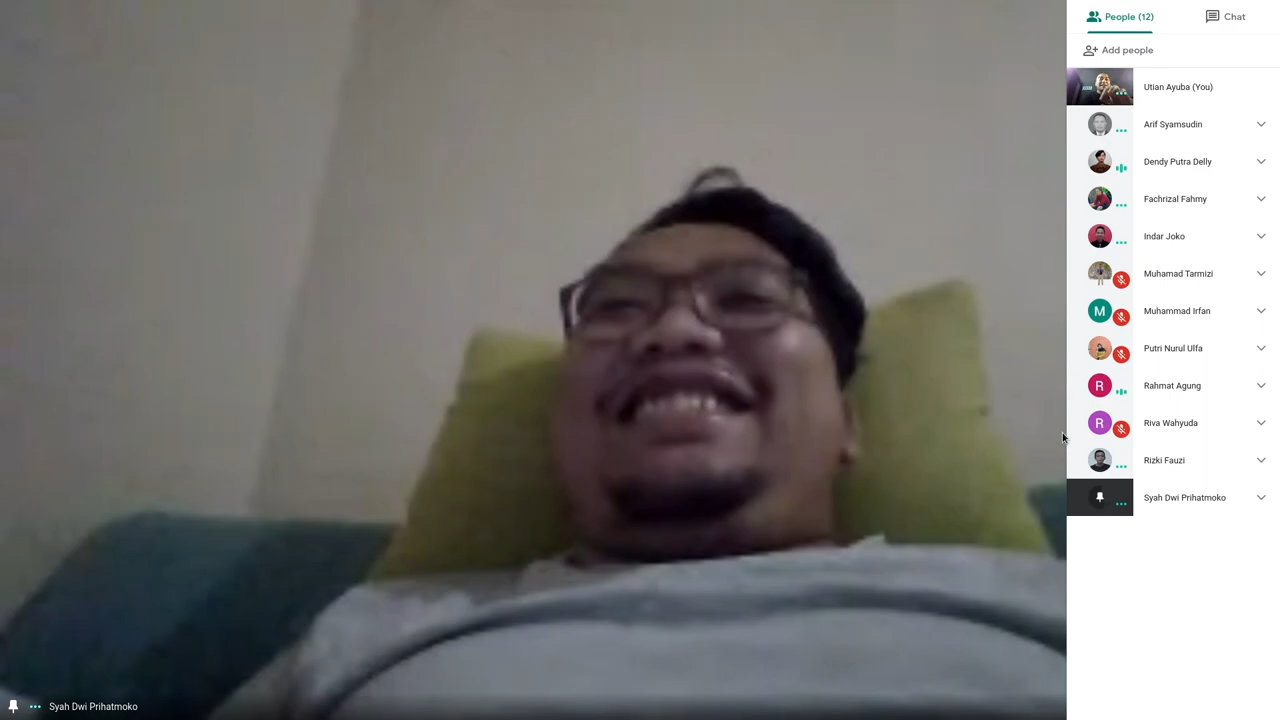 People (12)
Chat
Add people
Utian Ayuba (You)
Arif Syamsudin
Dendy Putra Delly
Fachrizal Fahmy
Indar Joko
Muhamad Tarmizi
M
Muhammad Irfan
Putri Nurul Ulfa
R
Rahmat Agung
R
Riva Wahyuda
Rizki Fauzi
Syah Dwi Prihatmoko
Syah Dwi Prihatmoko